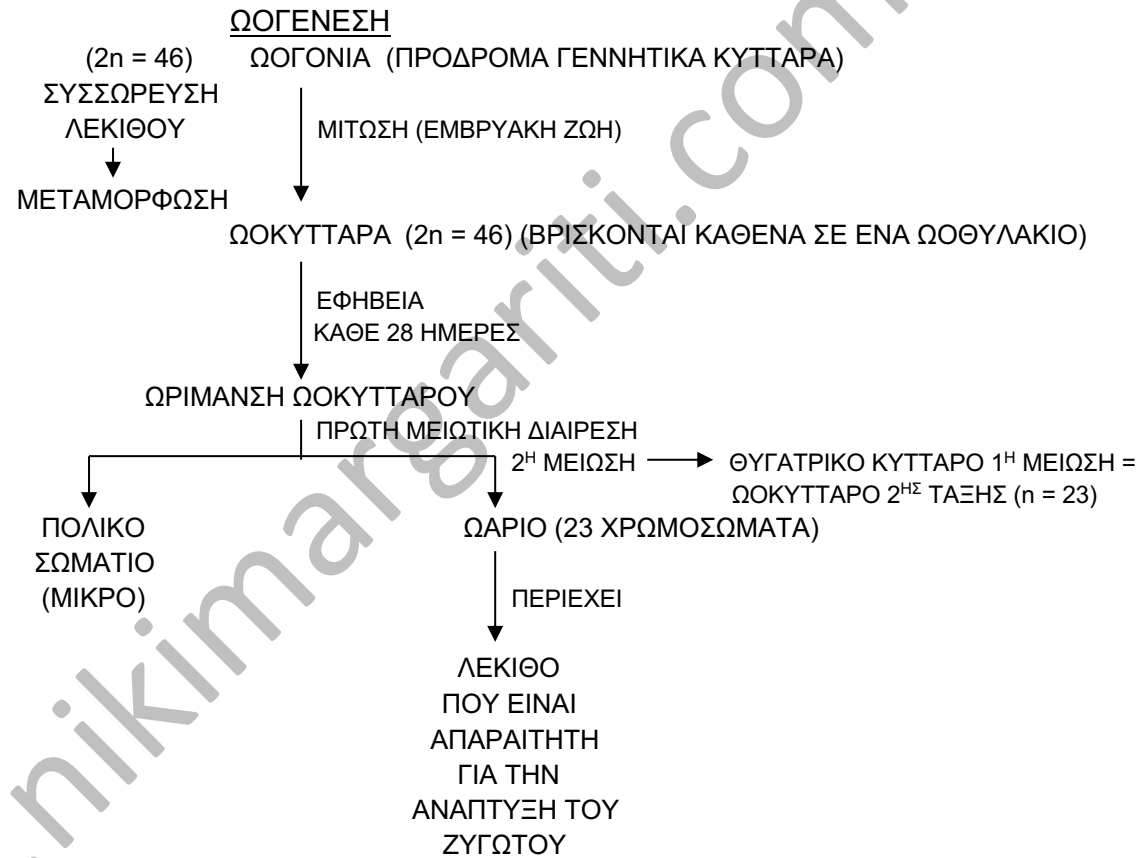 ΩΟΓΕΝΕΣΗ
(2n = 46) ΩΟΓΟΝΙΑ (ΠΡΟΔΡΟΜΑ ΓΕΝΝΗΤΙΚΑ ΚΥΤΤΑΡΑ)
ΣΥΣΣΩΡΕΥΣΗ
ΛΕΚΙΘΟΥ
ΜΕΤΑΜΟΡΦΩΣΗ
ΜΙΤΩΣΗ (ΕΜΒΡΥΑΚΗ ΖΩΗ)
ΩΟΚΥΤΤΑΡΑ (2n = 46) (ΒΡΙΣΚΟΝΤΑΙ ΚΑΘΕΝΑ ΣΕ ΕΝΑ ΩΟΘΥΛΑΚΙΟ)
ΕΦΗΒΕΙΑ
ΚΑΘΕ 28 ΗΜΕΡΕΣ
ΩΡΙΜΑΝΣΗ ΩΟΚΥΤΤΑΡΟΥ
ΠΡΩΤΗ ΜΕΙΩΤΙΚΗ ΔΙΑΙΡΕΣΗ
2Η ΜΕΙΩΣΗ
ΘΥΓΑΤΡΙΚΟ ΚΥΤΤΑΡΟ 1Η ΜΕΙΩΣΗ =
ΩΟΚΥΤΤΑΡΟ 2ΗΣ ΤΑΞΗΣ (n = 23)
ΠΟΛΙΚΟ
ΣΩΜΑΤΙΟ
(ΜΙΚΡΟ)
ΩΑΡΙΟ (23 ΧΡΩΜΟΣΩΜΑΤΑ)
ΠΕΡΙΕΧΕΙ
ΛΕΚΙΘΟ
ΠΟΥ ΕΙΝΑΙ
ΑΠΑΡΑΙΤΗΤΗ
ΓΙΑ ΤΗΝ
ΑΝΑΠΤΥΞΗ ΤΟΥ
ΖΥΓΩΤΟΥ
nikimargariti.com